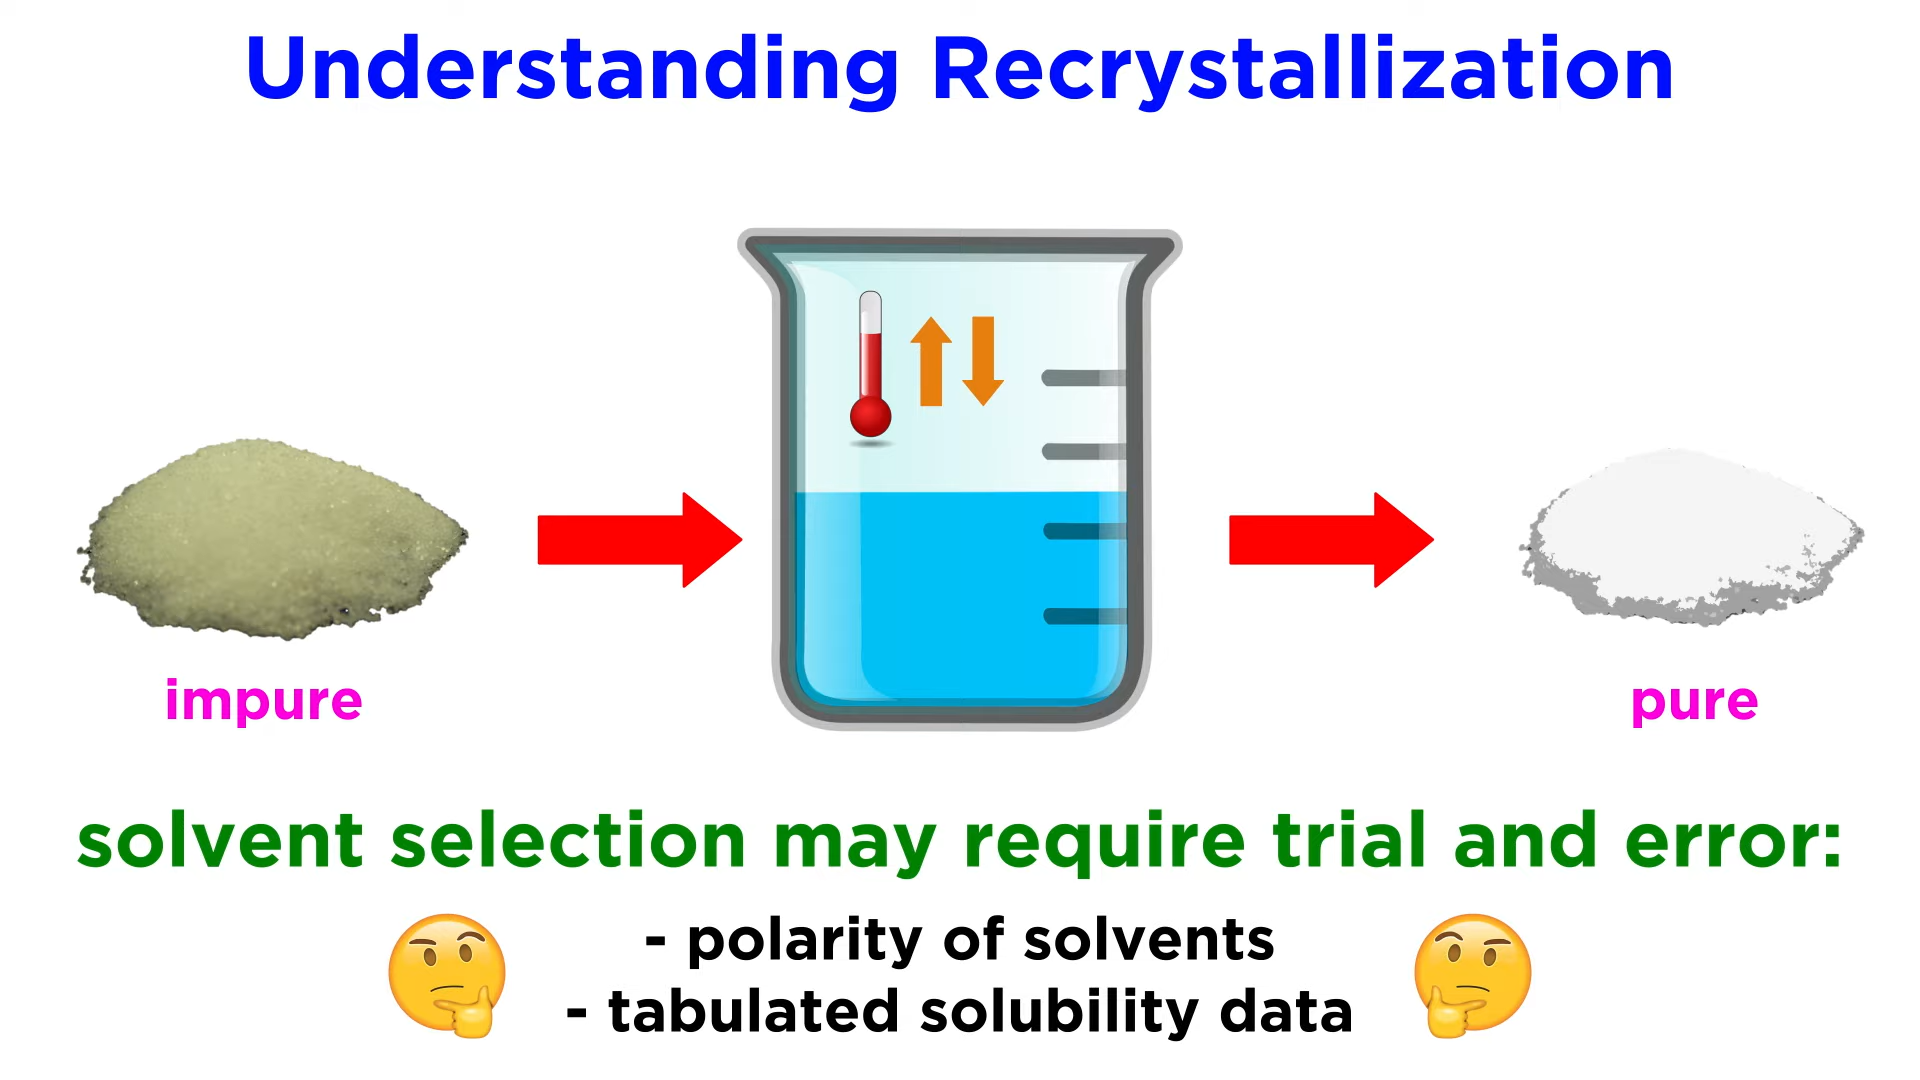 Understanding Recrystallization
impure
pure
solvent selection may require trial and error:
- polarity of solvents
- tabulated solubility data